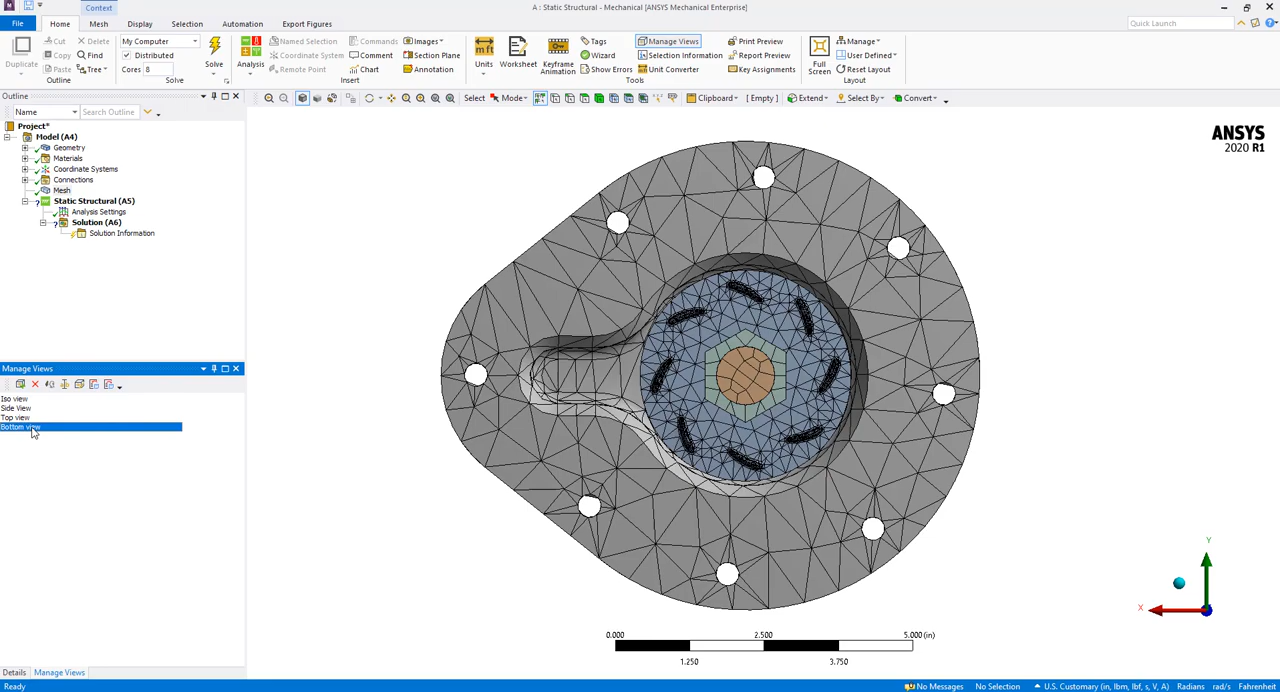 A : Static Structural - Mechanical [ANSYS Mechanical Enterprise]
Context
File
Home
Mesh
Display
Selection
Automation
Export Figures
Quick Launch
Duplicate
Cut
Delete
Copy
Find
Paste
Tree
Outline
My Computer
Distributed
Cores 8
Solve
Solve
Analysis
Named Selection
Coordinate System
Remote Point
Commands
Comment
Chart
Images
Section Plane
Annotation
Insert
Units
Worksheet
Keyframe Animation
Tags
Wizard
Show Errors
Manage Views
Selection Information
Unit Converter
Print Preview
Report Preview
Key Assignments
Tools
Full Screen
Manage
User Defined
Reset Layout
Layout
Outline
Select
Mode
Clipboard
[ Empty ]
Extend
Select By
Convert
Name
Search Outline
Project*
Model (A4)
Geometry
Materials
Coordinate Systems
Connections
Mesh
Static Structural (A5)
Analysis Settings
Solution (A6)
Solution Information
ANSYS
2020 R1
Manage Views
Iso view
Side View
Top view
Bottom view
Y
X
0.000
2.500
5.000(in)
1.250
3.750
Details
Manage Views
Ready
No Messages
No Selection
U.S. Customary (in, lbm, lbf, s, V, A)
Radians
rad/s
Fahrenheit